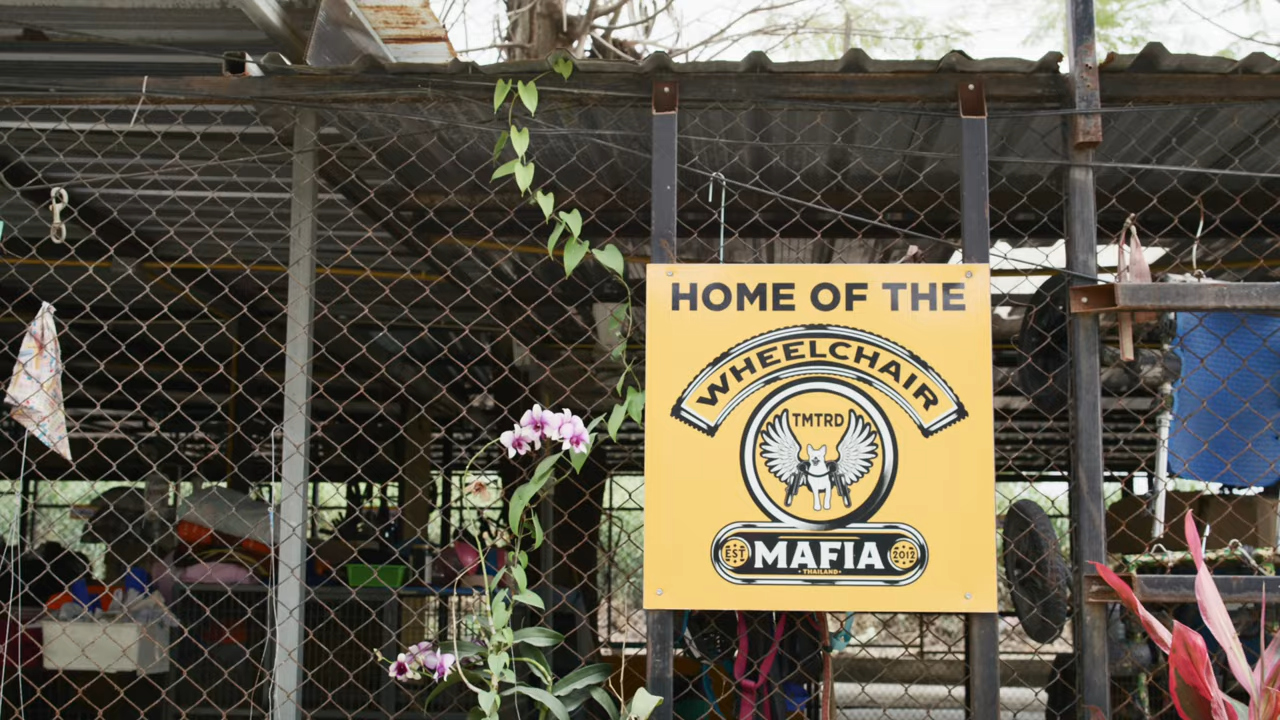 HOME OF THE
WHEELCHAIR
TMTRD
EST MAFIA 2012
• THAILAND •